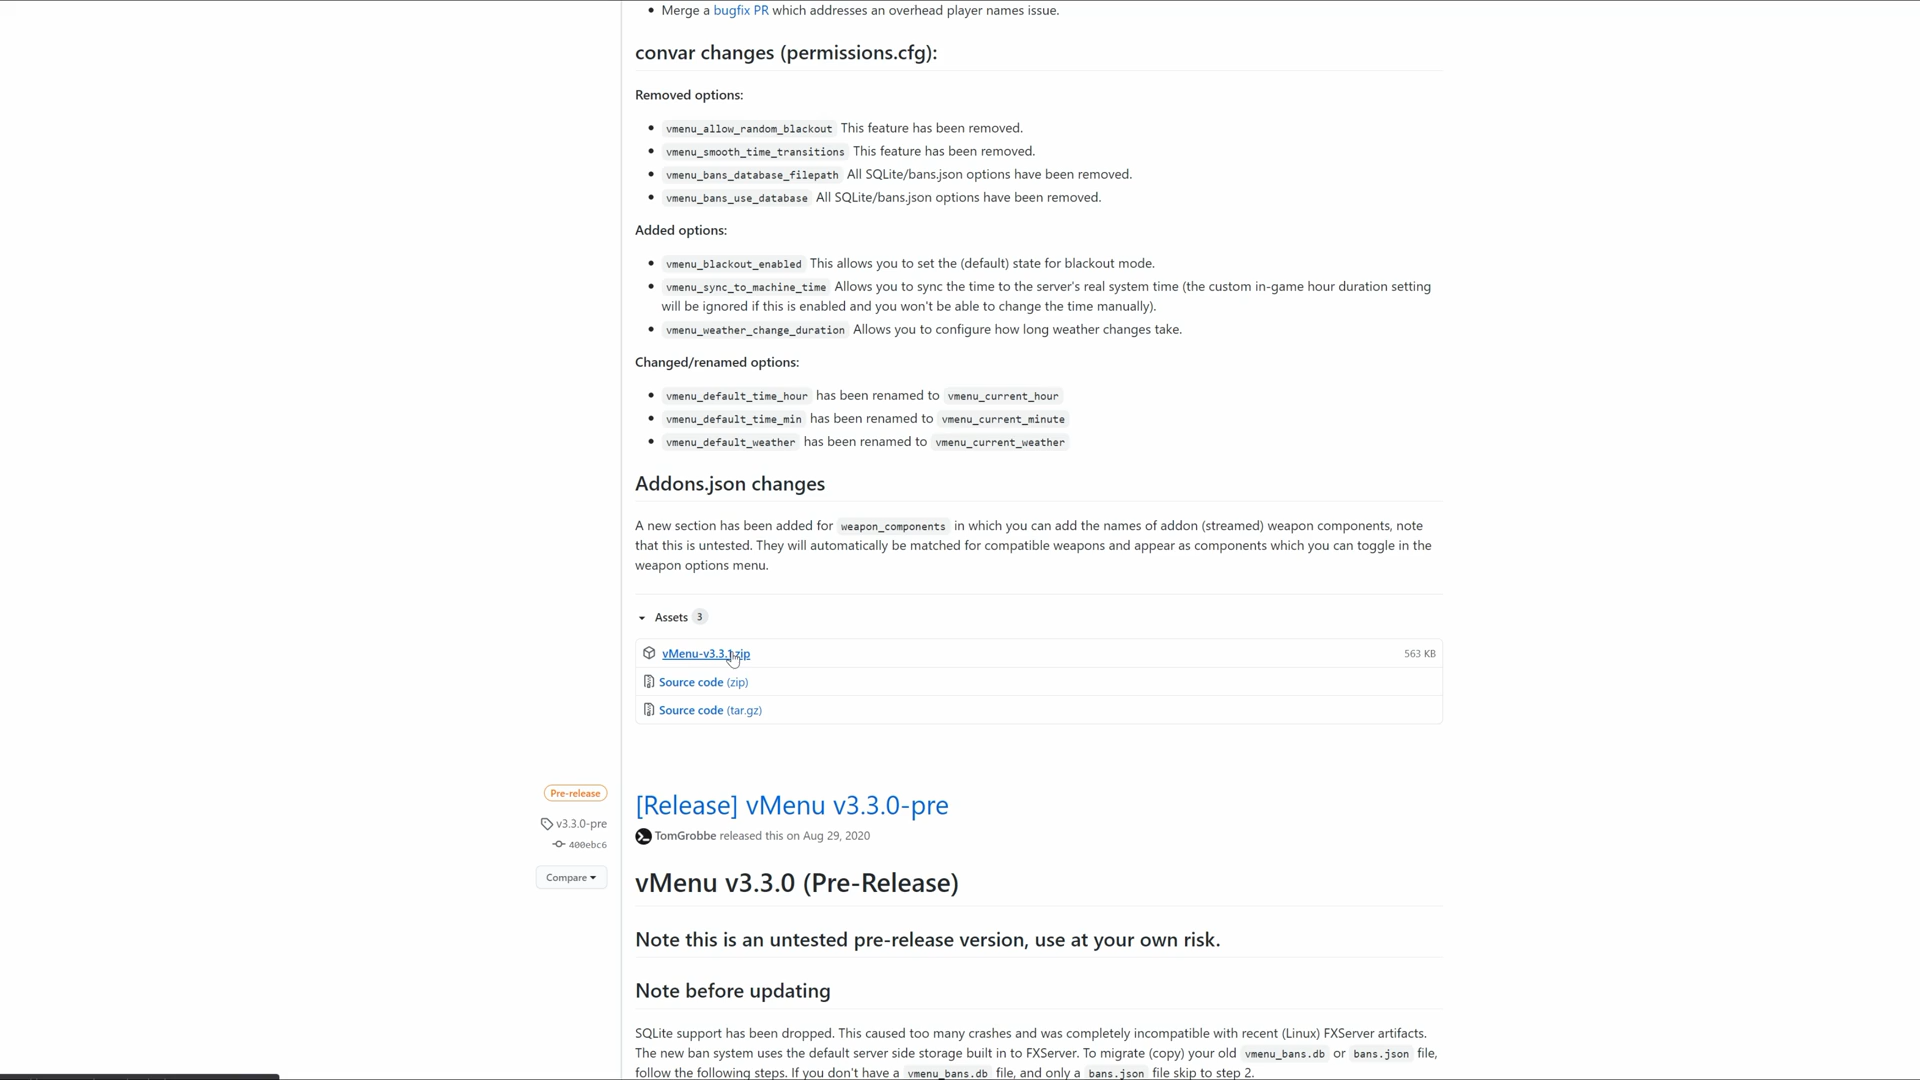 Merge a bugfix PR which addresses an overhead player names issue.
convar changes (permissions.cfg):
Removed options:
vmenu_allow_random_blackout This feature has been removed.
vmenu_smooth_time_transitions This feature has been removed.
vmenu_bans_database_filepath All SQLite/bans.json options have been removed.
vmenu_bans_use_database All SQLite/bans.json options have been removed.
Added options:
vmenu_blackout_enabled This allows you to set the (default) state for blackout mode.
vmenu_sync_to_machine_time Allows you to sync the time to the server's real system time (the custom in-game hour duration setting
will be ignored if this is enabled and you won't be able to change the time manually).
vmenu_weather_change_duration Allows you to configure how long weather changes take.
Changed/renamed options:
vmenu_default_time_hour has been renamed to vmenu_current_hour
vmenu_default_time_min has been renamed to vmenu_current_minute
vmenu_default_weather has been renamed to vmenu_current_weather
Addons.json changes
A new section has been added for weapon_components in which you can add the names of addon (streamed) weapon components, note
that this is untested. They will automatically be matched for compatible weapons and appear as components which you can toggle in the
weapon options menu.
Assets 3
vMenu-v3.3.1.zip 563 KB
Source code (zip)
Source code (tar.gz)
Pre-release
v3.3.0-pre
400ebc6
Compare
[Release] vMenu v3.3.0-pre
TomGrobbe released this on Aug 29, 2020
vMenu v3.3.0 (Pre-Release)
Note this is an untested pre-release version, use at your own risk.
Note before updating
SQLite support has been dropped. This caused too many crashes and was completely incompatible with recent (Linux) FXServer artifacts.
The new ban system uses the default server side storage built in to FXServer. To migrate (copy) your old vmenu_bans.db or bans.json file,
follow the following steps. If you don't have a vmenu_bans.db file, and only a bans.json file skip to step 2.